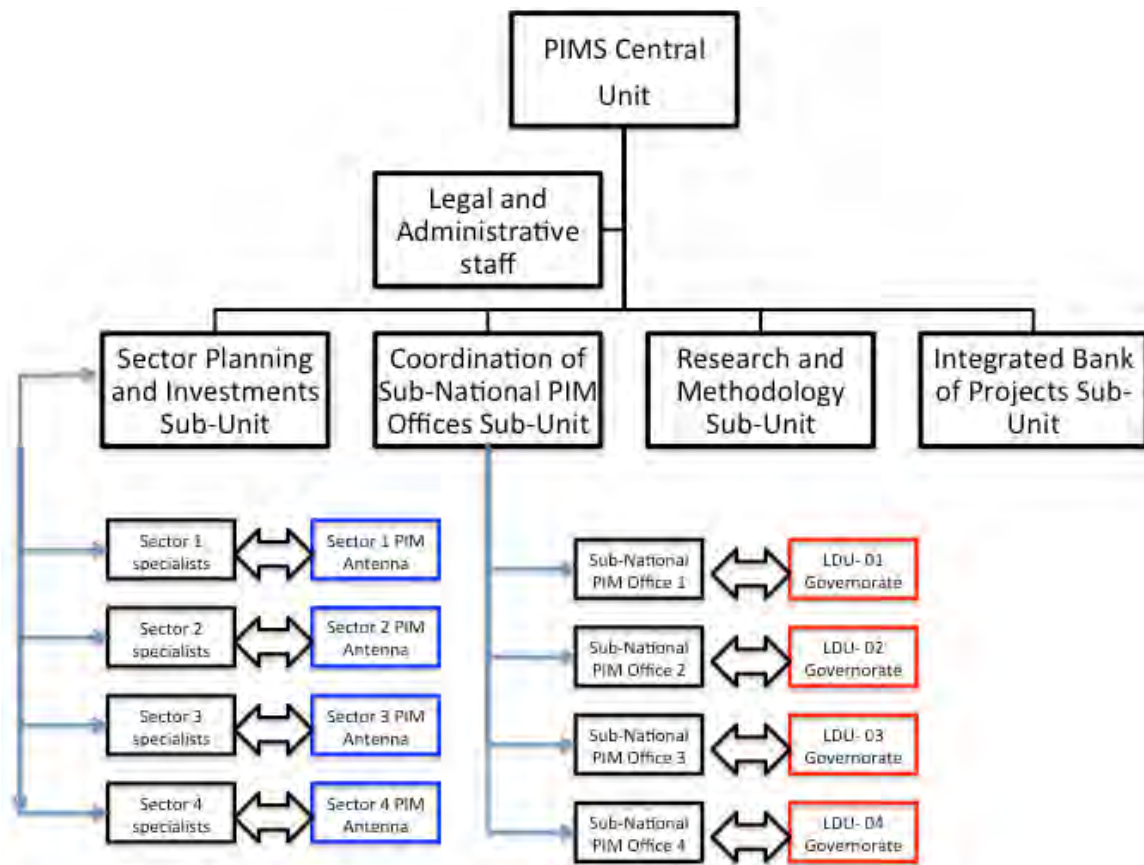 PIMS Central
Unit
Legal and
Administrative
staff
Sector Planning
and Investments
Sub-Unit
Coordination of
Sub-National PIM
Offices Sub-Unit
Research and
Methodology
Sub-Unit
Integrated Bank
of Projects Sub-
Unit
Sector 1
specialists
Sector 1 PIM
Antenna
Sector 2
specialists
Sector 2 PIM
Antenna
Sector 3
specialists
Sector 3 PIM
Antenna
Sector 4
specialists
Sector 4 PIM
Antenna
Sub-National
PIM Office 1
LDU- 01
Governorate
Sub-National
PIM Office 2
LDU- 02
Governorate
Sub-National
PIM Office 3
LDU- 03
Governorate
Sub-National
PIM Office 4
LDU- 04
Governorate